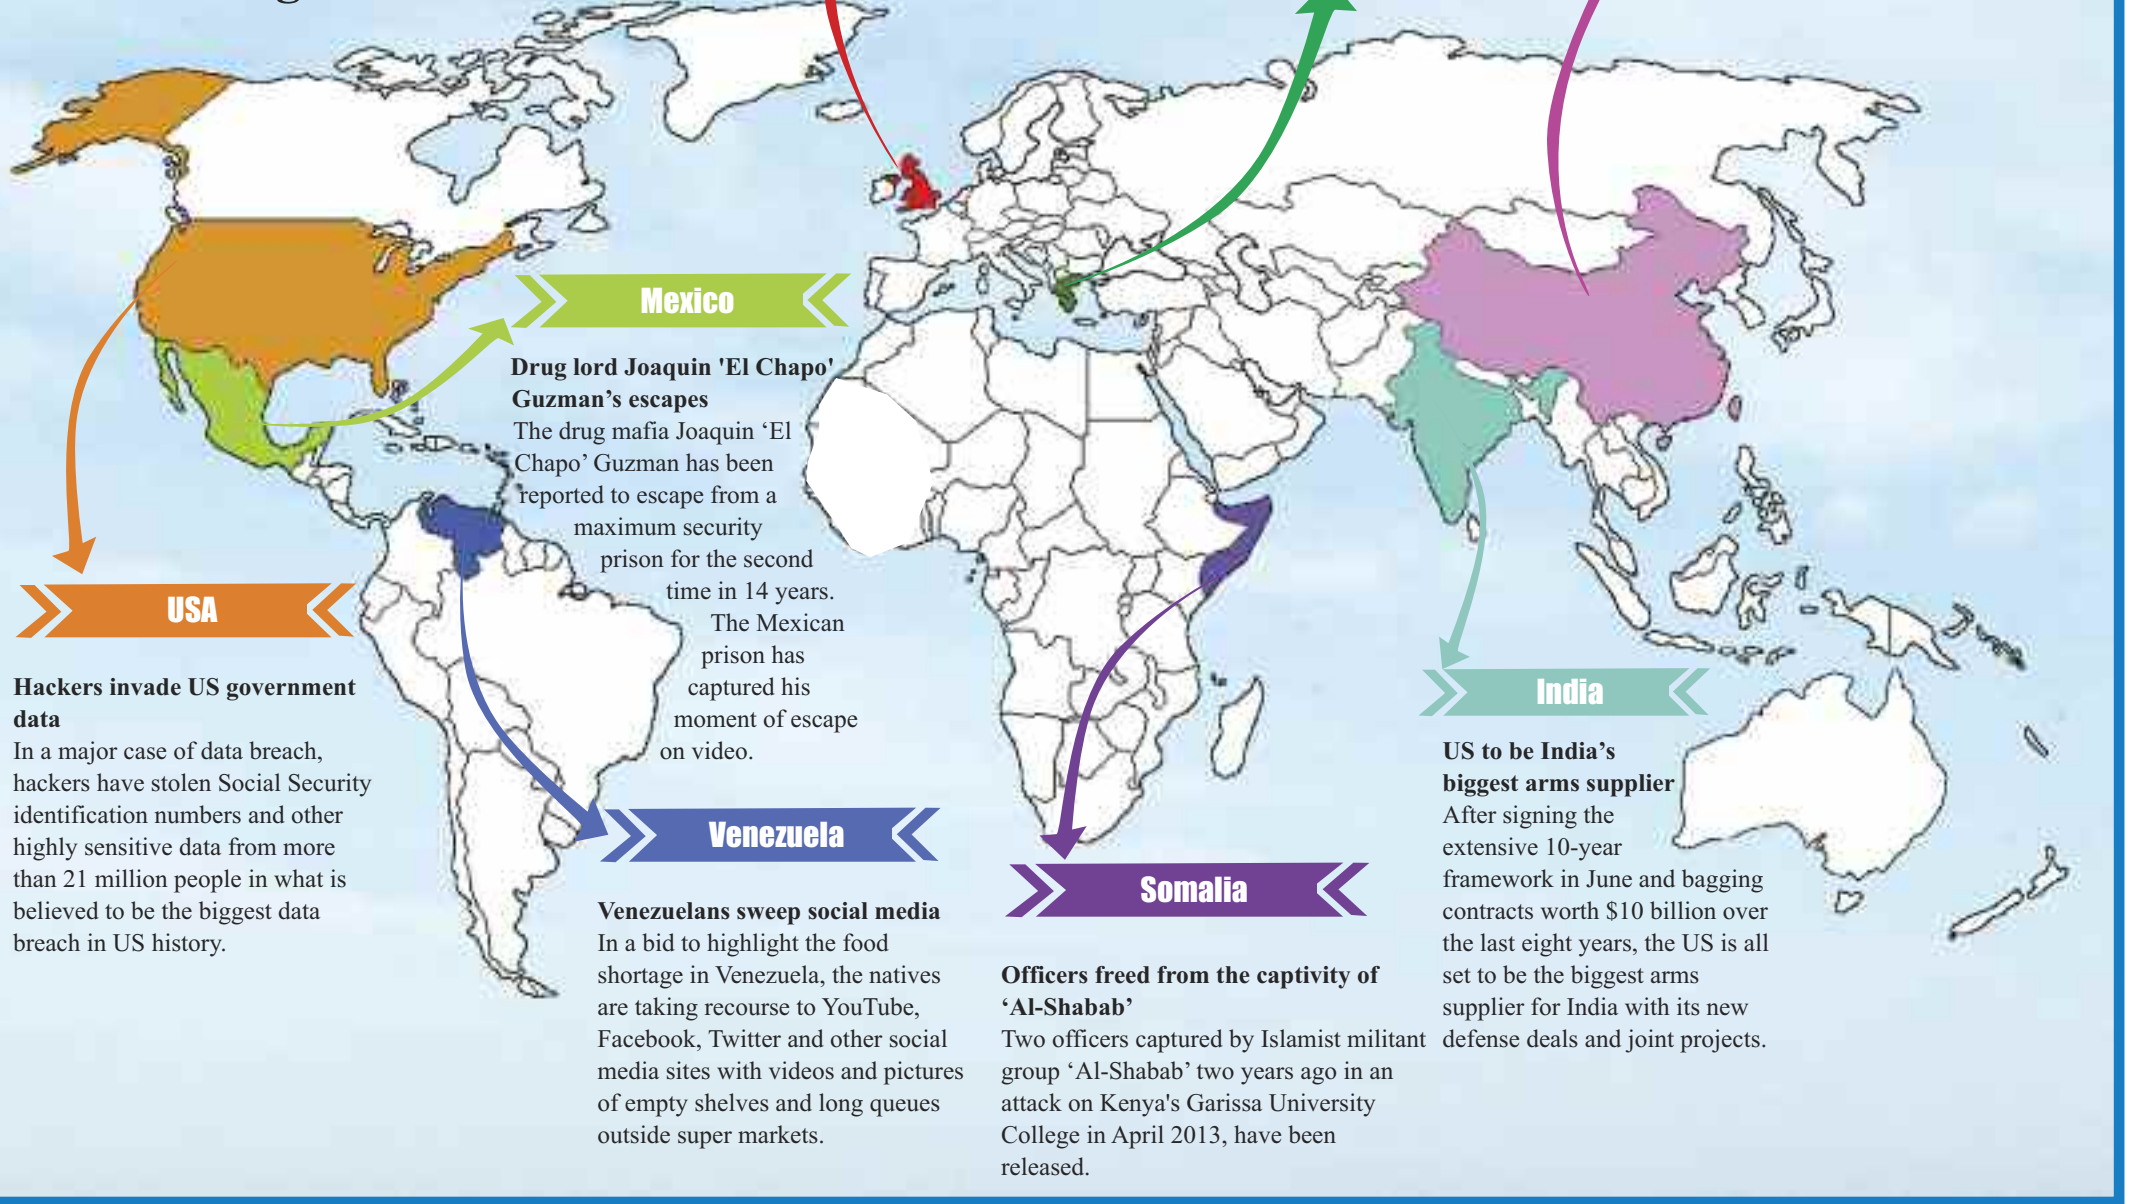 Mexico
Drug lord Joaquin 'El Chapo'
Guzman’s escapes
The drug mafia Joaquin ‘El
Chapo’ Guzman has been
reported to escape from a
maximum security
prison for the second
time in 14 years.
The Mexican
prison has
captured his
moment of escape
on video.
USA
Hackers invade US government
data
In a major case of data breach,
hackers have stolen Social Security
identification numbers and other
highly sensitive data from more
than 21 million people in what is
believed to be the biggest data
breach in US history.
Venezuela
Venezuelans sweep social media
In a bid to highlight the food
shortage in Venezuela, the natives
are taking recourse to YouTube,
Facebook, Twitter and other social
media sites with videos and pictures
of empty shelves and long queues
outside super markets.
Somalia
Officers freed from the captivity of
‘Al-Shabab’
Two officers captured by Islamist militant
group ‘Al-Shabab’ two years ago in an
attack on Kenya's Garissa University
College in April 2013, have been
released.
India
US to be India’s
biggest arms supplier
After signing the
extensive 10-year
framework in June and bagging
contracts worth $10 billion over
the last eight years, the US is all
set to be the biggest arms
supplier for India with its new
defense deals and joint projects.